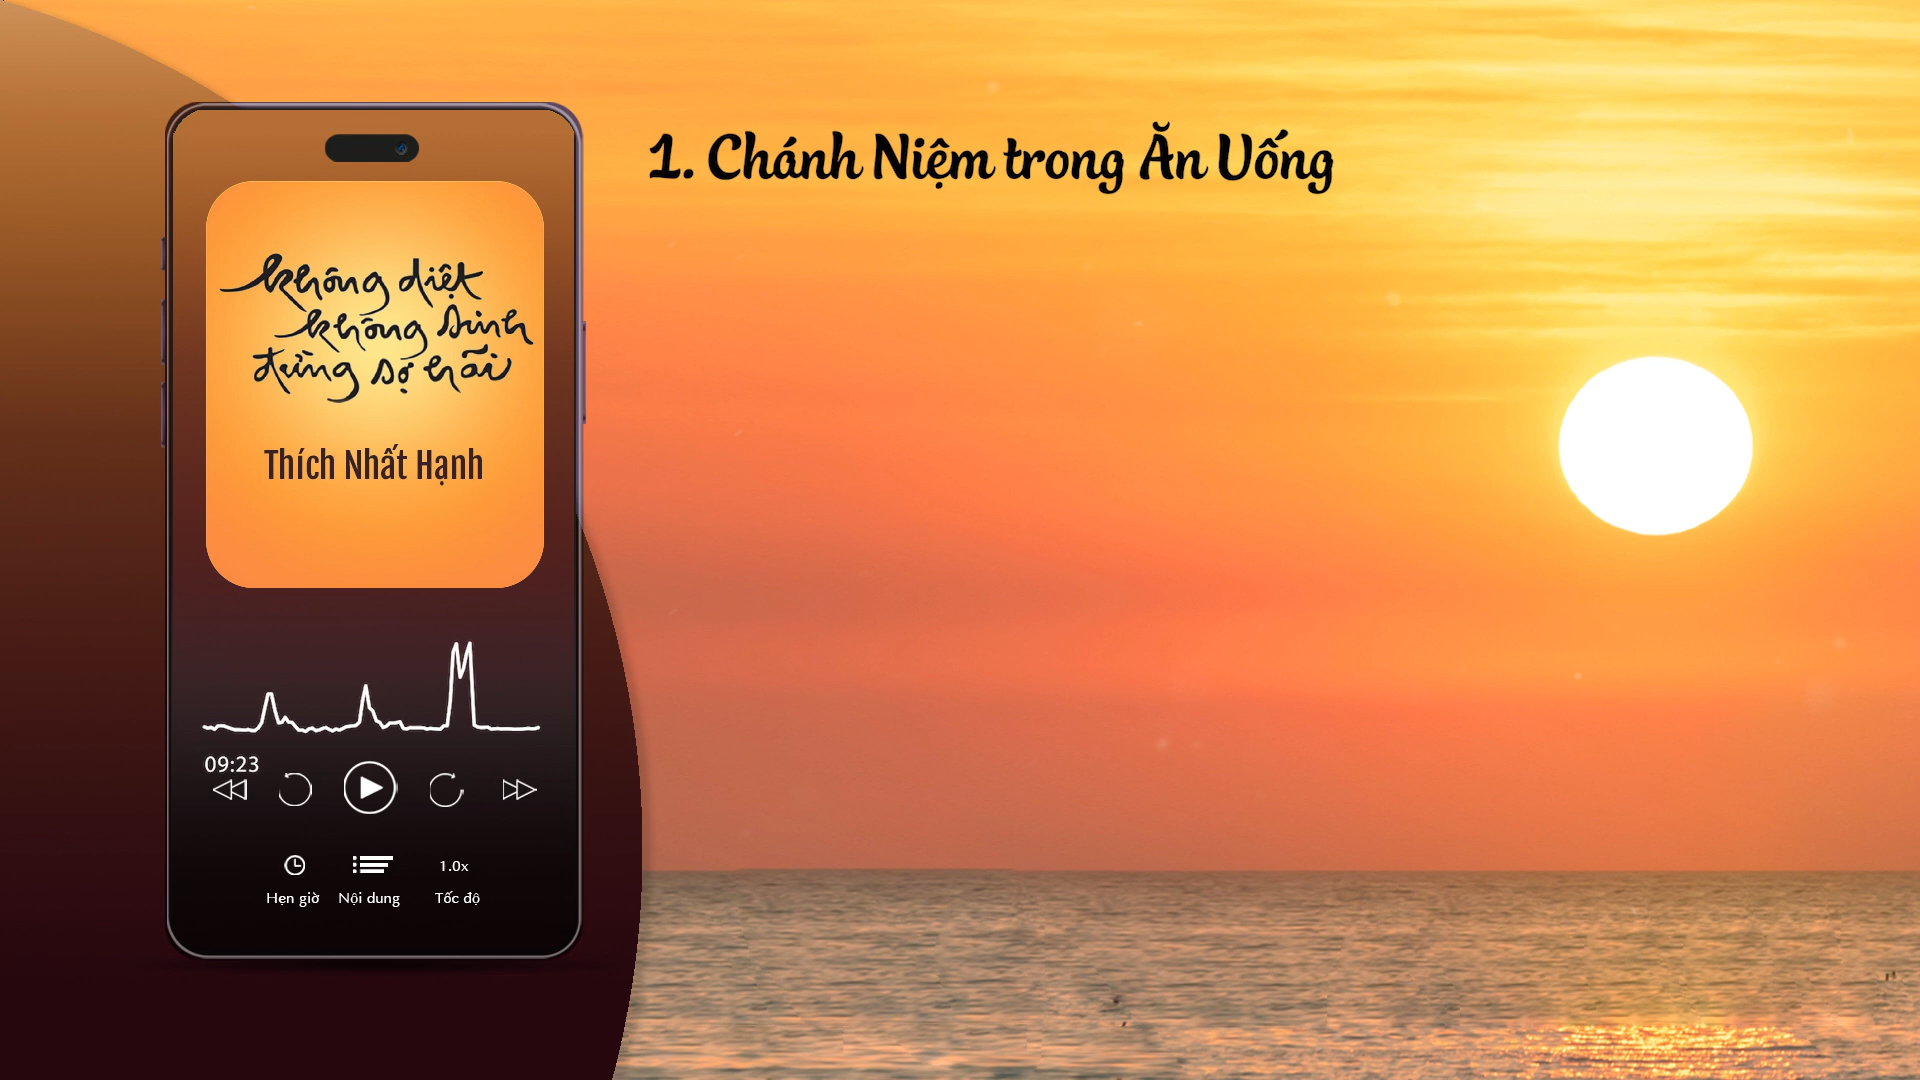 1. Chánh Niệm trong Ăn Uống
không diệt
không sinh
đừng sợ hãi
Thích Nhất Hạnh
09:23
1.0x
Hẹn giờ Nội dung Tốc độ